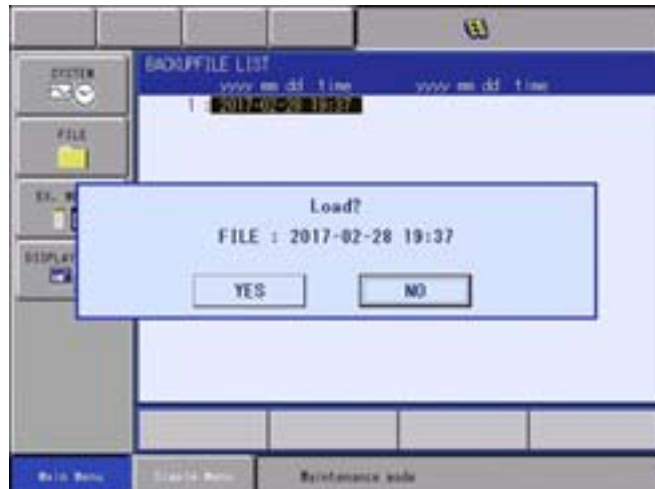 SYSTEM
FILE
BACKUPFILE LIST
yyyy mm dd time yyyy mm dd time
1 : 2017-02-28 19:37
Load?
FILE : 2017-02-28 19:37
YES NO
Main Menu
Simple Menu
Maintenance mode